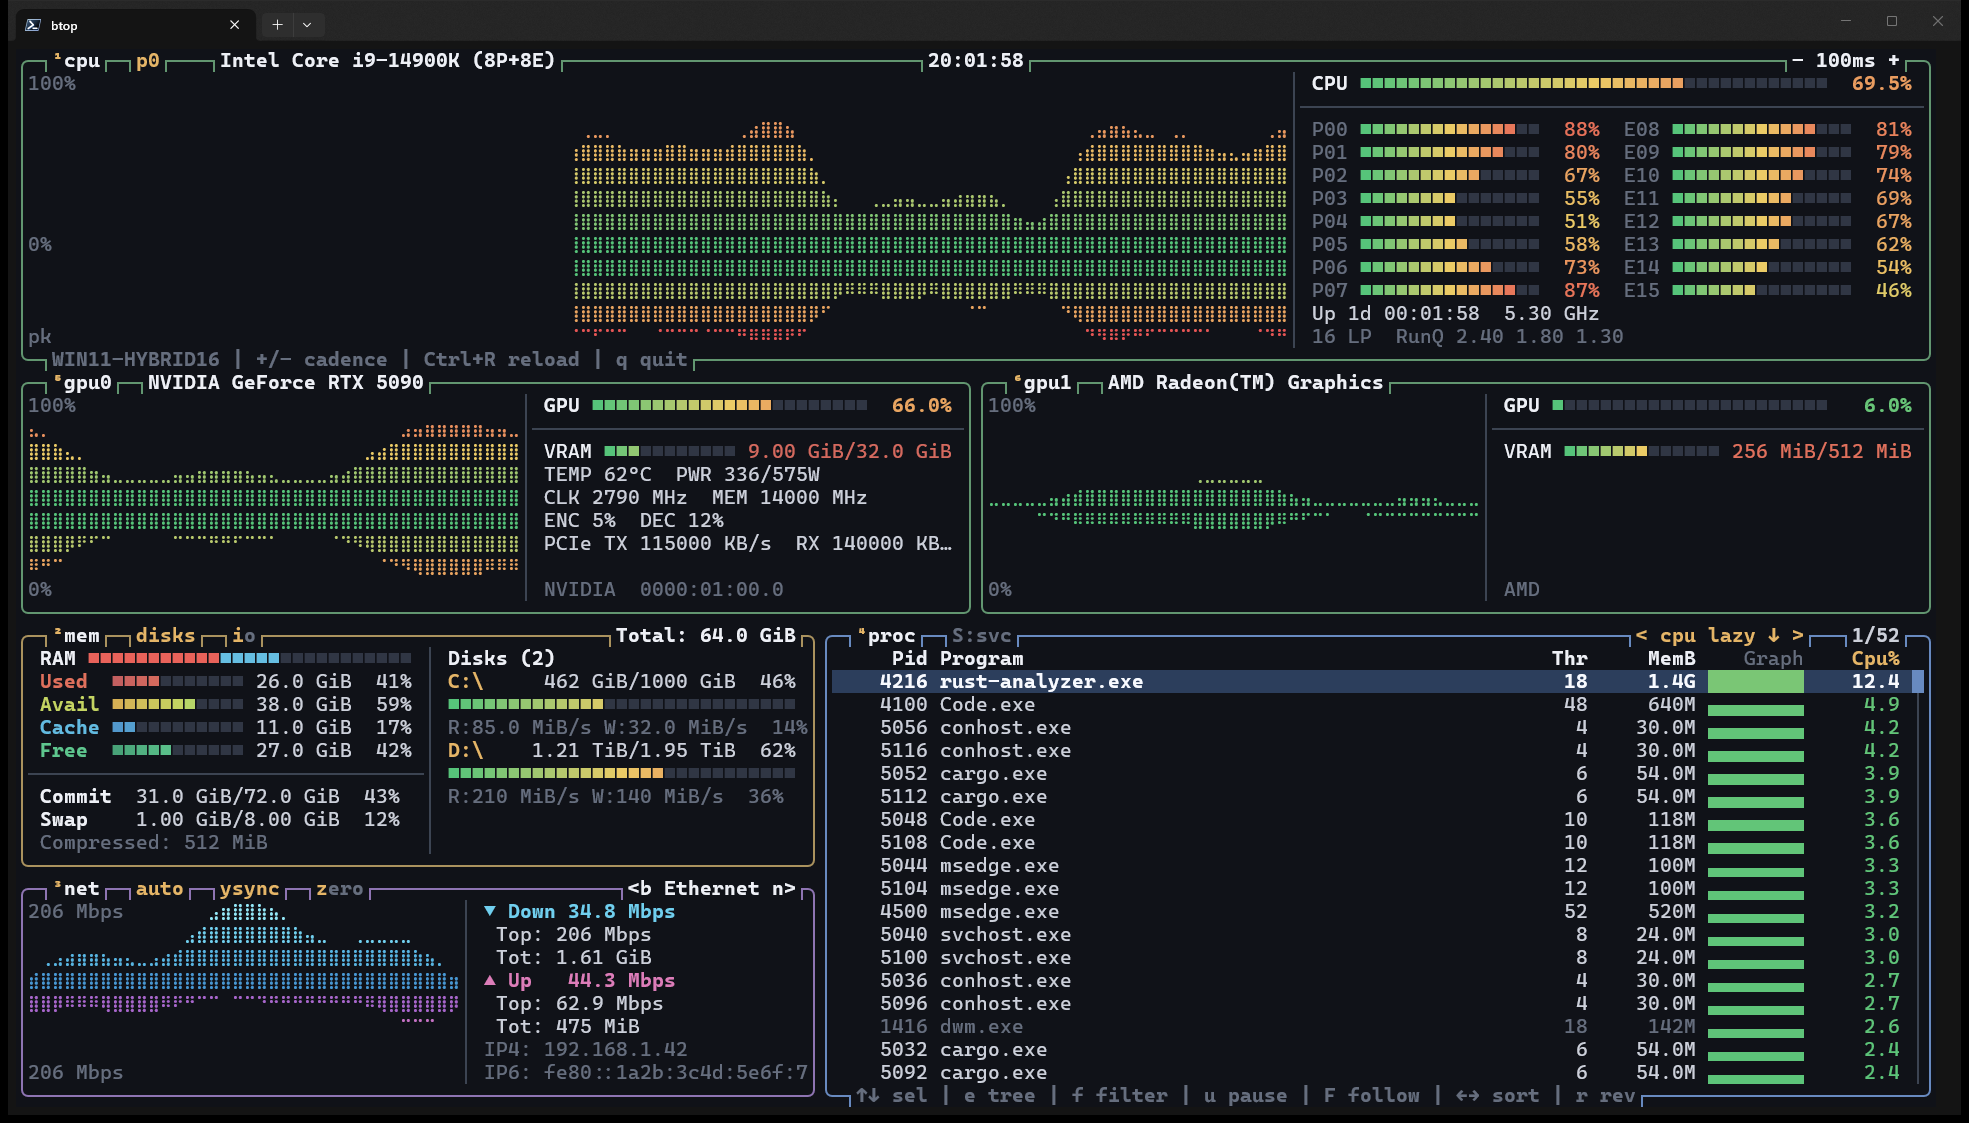 btop
¹cpu p0 Intel Core i9-14900K (8P+8E) 20:01:58 - 100ms +
100% CPU 69.5%
P00 88% E08 81%
P01 80% E09 79%
P02 67% E10 74%
P03 55% E11 69%
P04 51% E12 67%
0% P05 58% E13 62%
P06 73% E14 54%
P07 87% E15 46%
Up 1d 00:01:58 5.30 GHz
pk 16 LP RunQ 2.40 1.80 1.30
WIN11-HYBRID16 | +/- cadence | Ctrl+R reload | q quit
⁵gpu0 NVIDIA GeForce RTX 5090
100% GPU 66.0%
VRAM 9.00 GiB/32.0 GiB
TEMP 62°C PWR 336/575W
CLK 2790 MHz MEM 14000 MHz
ENC 5% DEC 12%
PCIe TX 115000 KB/s RX 140000 KB…
0% NVIDIA 0000:01:00.0
⁶gpu1 AMD Radeon(TM) Graphics
100% GPU 6.0%
VRAM 256 MiB/512 MiB
0% AMD
²mem disks io Total: 64.0 GiB
RAM
Used 26.0 GiB 41%
Avail 38.0 GiB 59%
Cache 11.0 GiB 17%
Free 27.0 GiB 42%
Commit 31.0 GiB/72.0 GiB 43%
Swap 1.00 GiB/8.00 GiB 12%
Compressed: 512 MiB
Disks (2)
C:\ 462 GiB/1000 GiB 46%
R:85.0 MiB/s W:32.0 MiB/s 14%
D:\ 1.21 TiB/1.95 TiB 62%
R:210 MiB/s W:140 MiB/s 36%
³net auto ysync zero <b Ethernet n>
206 Mbps ▼ Down 34.8 Mbps
Top: 206 Mbps
Tot: 1.61 GiB
▲ Up 44.3 Mbps
Top: 62.9 Mbps
Tot: 475 MiB
IP4: 192.168.1.42
206 Mbps IP6: fe80::1a2b:3c4d:5e6f:7
⁴proc S:svc < cpu lazy ↓ > 1/52
Pid Program Thr MemB Graph Cpu%
4216 rust-analyzer.exe 18 1.4G 12.4
4100 Code.exe 48 640M 4.9
5056 conhost.exe 4 30.0M 4.2
5116 conhost.exe 4 30.0M 4.2
5052 cargo.exe 6 54.0M 3.9
5112 cargo.exe 6 54.0M 3.9
5048 Code.exe 10 118M 3.6
5108 Code.exe 10 118M 3.6
5044 msedge.exe 12 100M 3.3
5104 msedge.exe 12 100M 3.3
4500 msedge.exe 52 520M 3.2
5040 svchost.exe 8 24.0M 3.0
5100 svchost.exe 8 24.0M 3.0
5036 conhost.exe 4 30.0M 2.7
5096 conhost.exe 4 30.0M 2.7
1416 dwm.exe 18 142M 2.6
5032 cargo.exe 6 54.0M 2.4
5092 cargo.exe 6 54.0M 2.4
↑↓ sel | e tree | f filter | u pause | F follow | ↔ sort | r rev